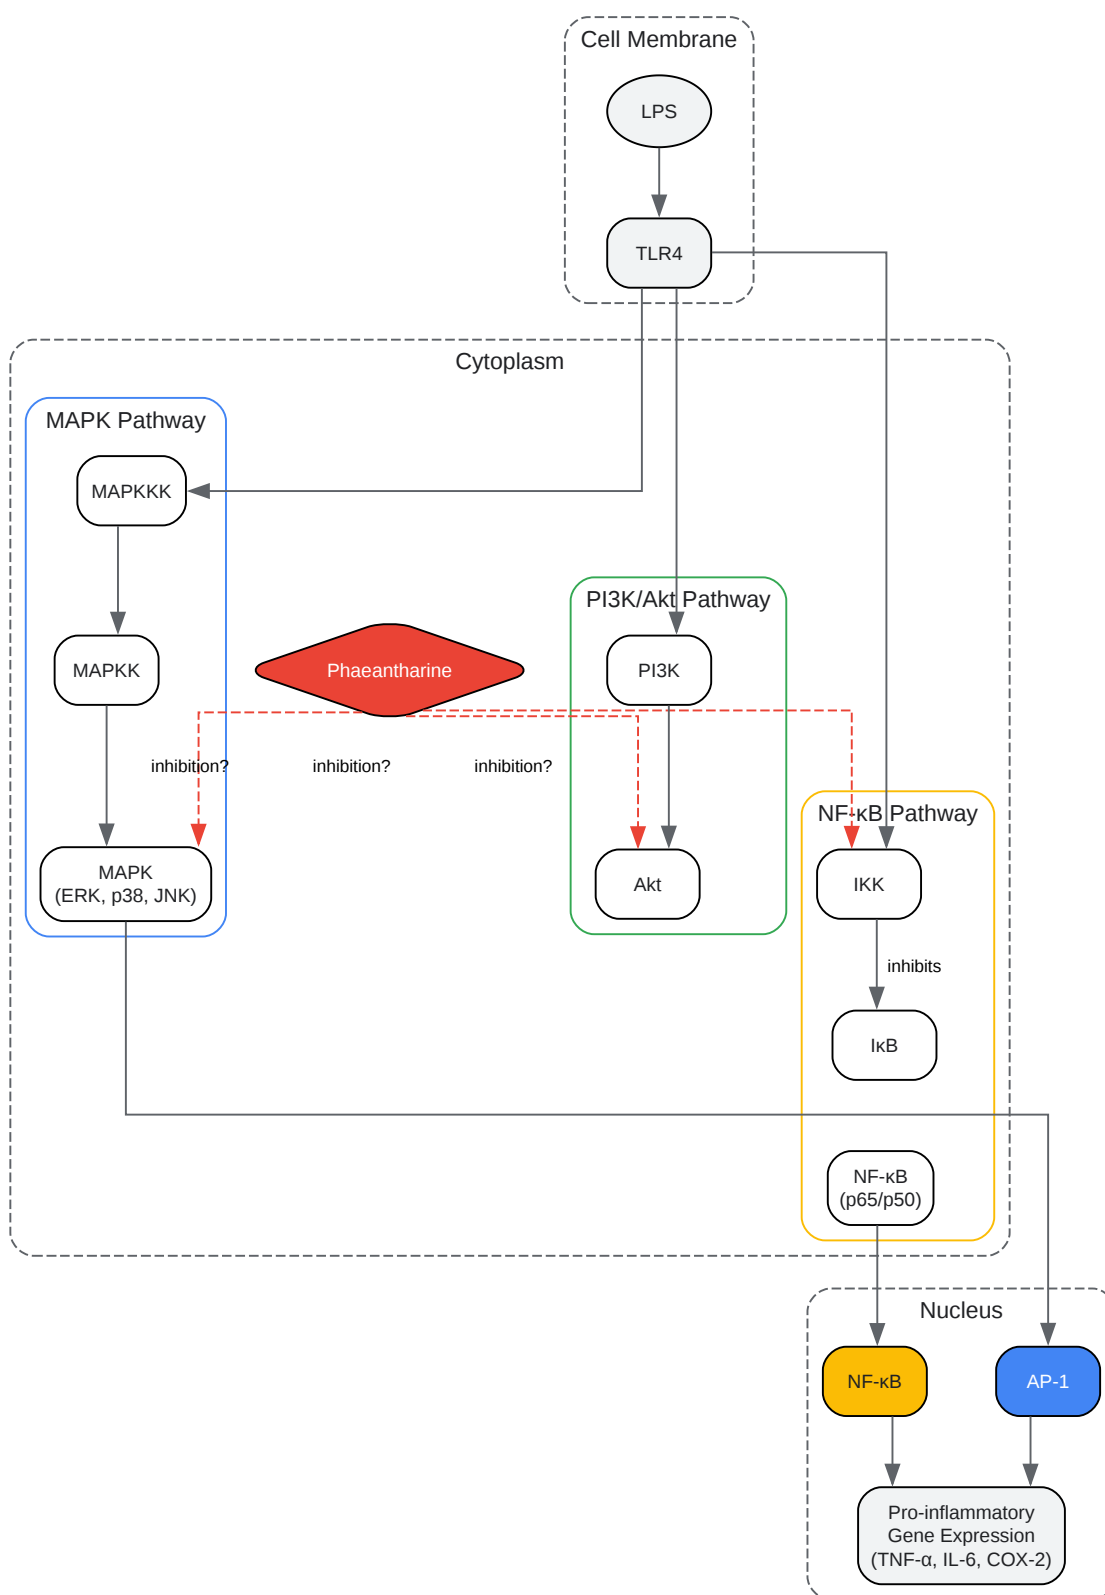 Cell Membrane
LPS
TLR4
Cytoplasm
MAPK Pathway
MAPKKK
PI3K/Akt Pathway
MAPKK
Phaeantharine
PI3K
inhibition?
inhibition?
inhibition?
NF-κB Pathway
MAPK
(ERK, p38, JNK)
Akt
IKK
inhibits
IκB
NF-κB
(p65/p50)
Nucleus
NF-κB
AP-1
Pro-inflammatory
Gene Expression
(TNF-α, IL-6, COX-2)